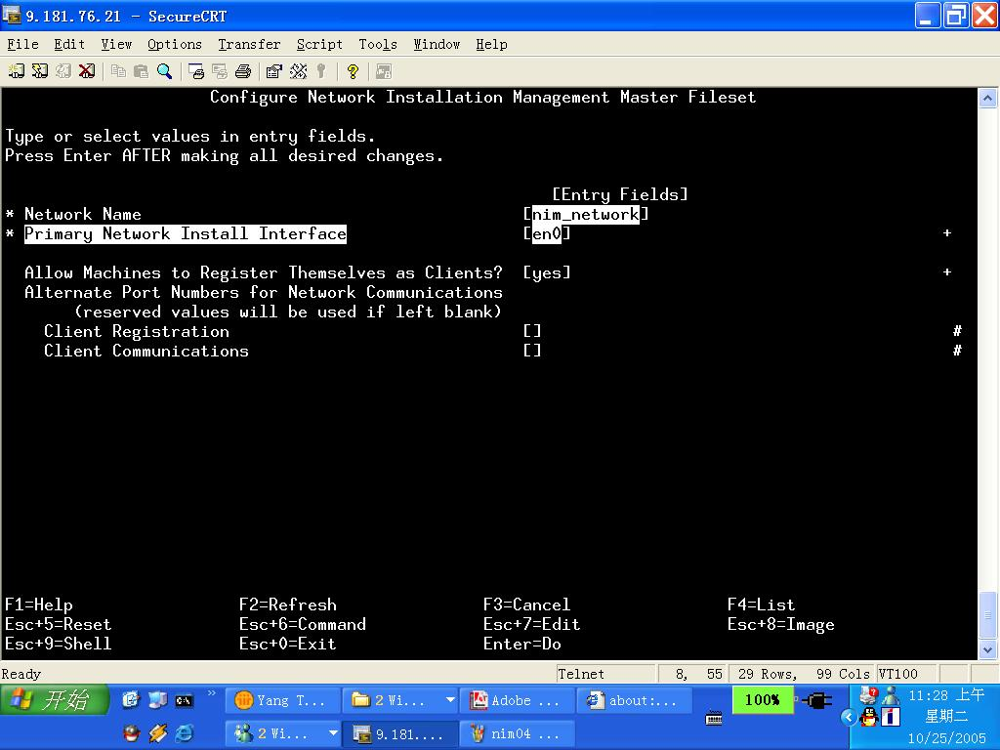 9.181.76.21 - SecureCRT
File Edit View Options Transfer Script Tools Window Help
Configure Network Installation Management Master Fileset
Type or select values in entry fields.
Press Enter AFTER making all desired changes.
[Entry Fields]
* Network Name [nim_network]
* Primary Network Install Interface [en0] +
Allow Machines to Register Themselves as Clients? [yes] +
Alternate Port Numbers for Network Communications
(reserved values will be used if left blank)
Client Registration [] #
Client Communications [] #
F1=Help F2=Refresh F3=Cancel F4=List
Esc+5=Reset Esc+6=Command Esc+7=Edit Esc+8=Image
Esc+9=Shell Esc+0=Exit Enter=Do
Ready Telnet 8, 55 29 Rows, 99 Cols VT100
开始 Yang T... 2 Wi... Adobe ... about:... 100% 11:28 上午
星期二
2 Wi... 9.181.... nim04 ... 10/25/2005